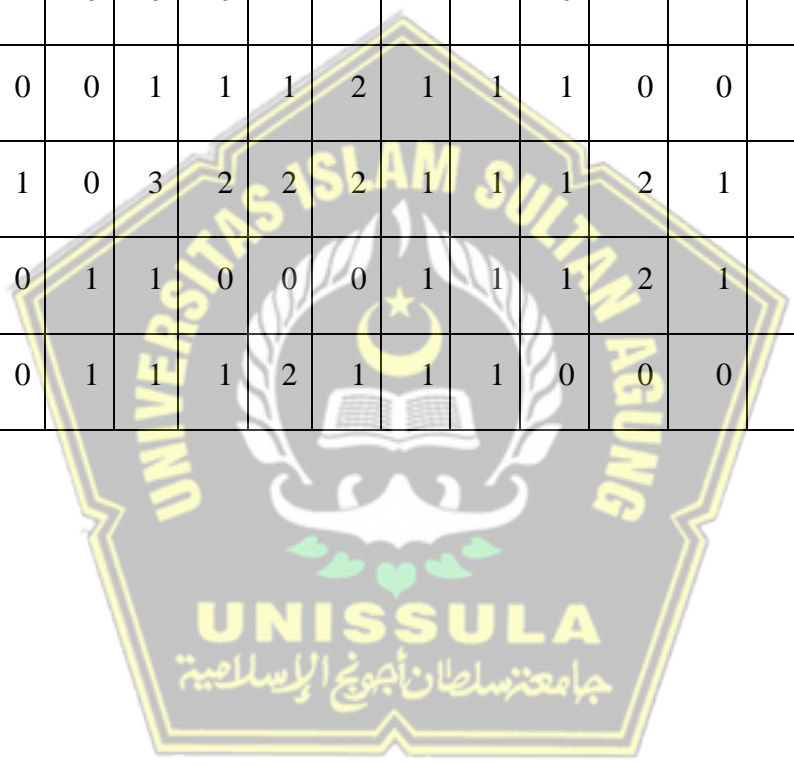 0 0 1 1 1 2 1 1 1 0 0
1 0 3 2 2 2 1 1 1 2 1
0 1 1 0 0 0 1 1 1 2 1
0 1 1 1 2 1 1 1 0 0 0
UNIVERSITAS ISLAM SULTAN AGUNG
UNISSULA
جامعتنسلطان أجونج الإسلامية